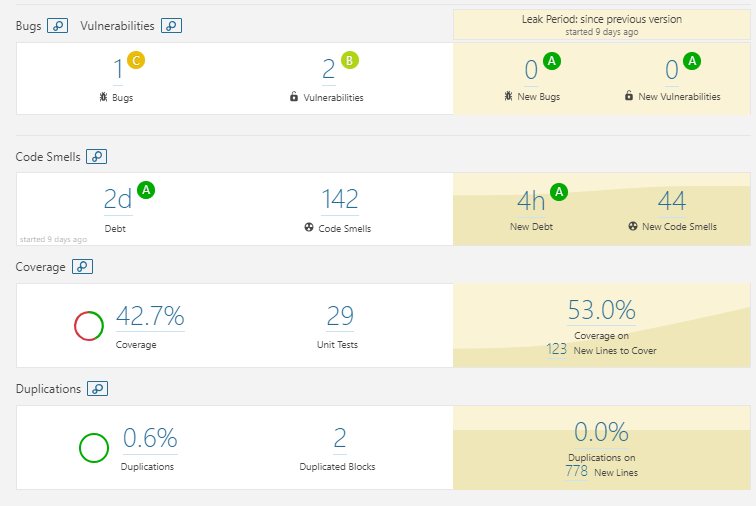 Bugs Vulnerabilities
Leak Period: since previous version
started 9 days ago
1 C
Bugs
2 B
Vulnerabilities
0 A
New Bugs
0 A
New Vulnerabilities
Code Smells
2d A
Debt
started 9 days ago
142
Code Smells
4h A
New Debt
44
New Code Smells
Coverage
42.7%
Coverage
29
Unit Tests
53.0%
Coverage on
123 New Lines to Cover
Duplications
0.6%
Duplications
2
Duplicated Blocks
0.0%
Duplications on
778 New Lines